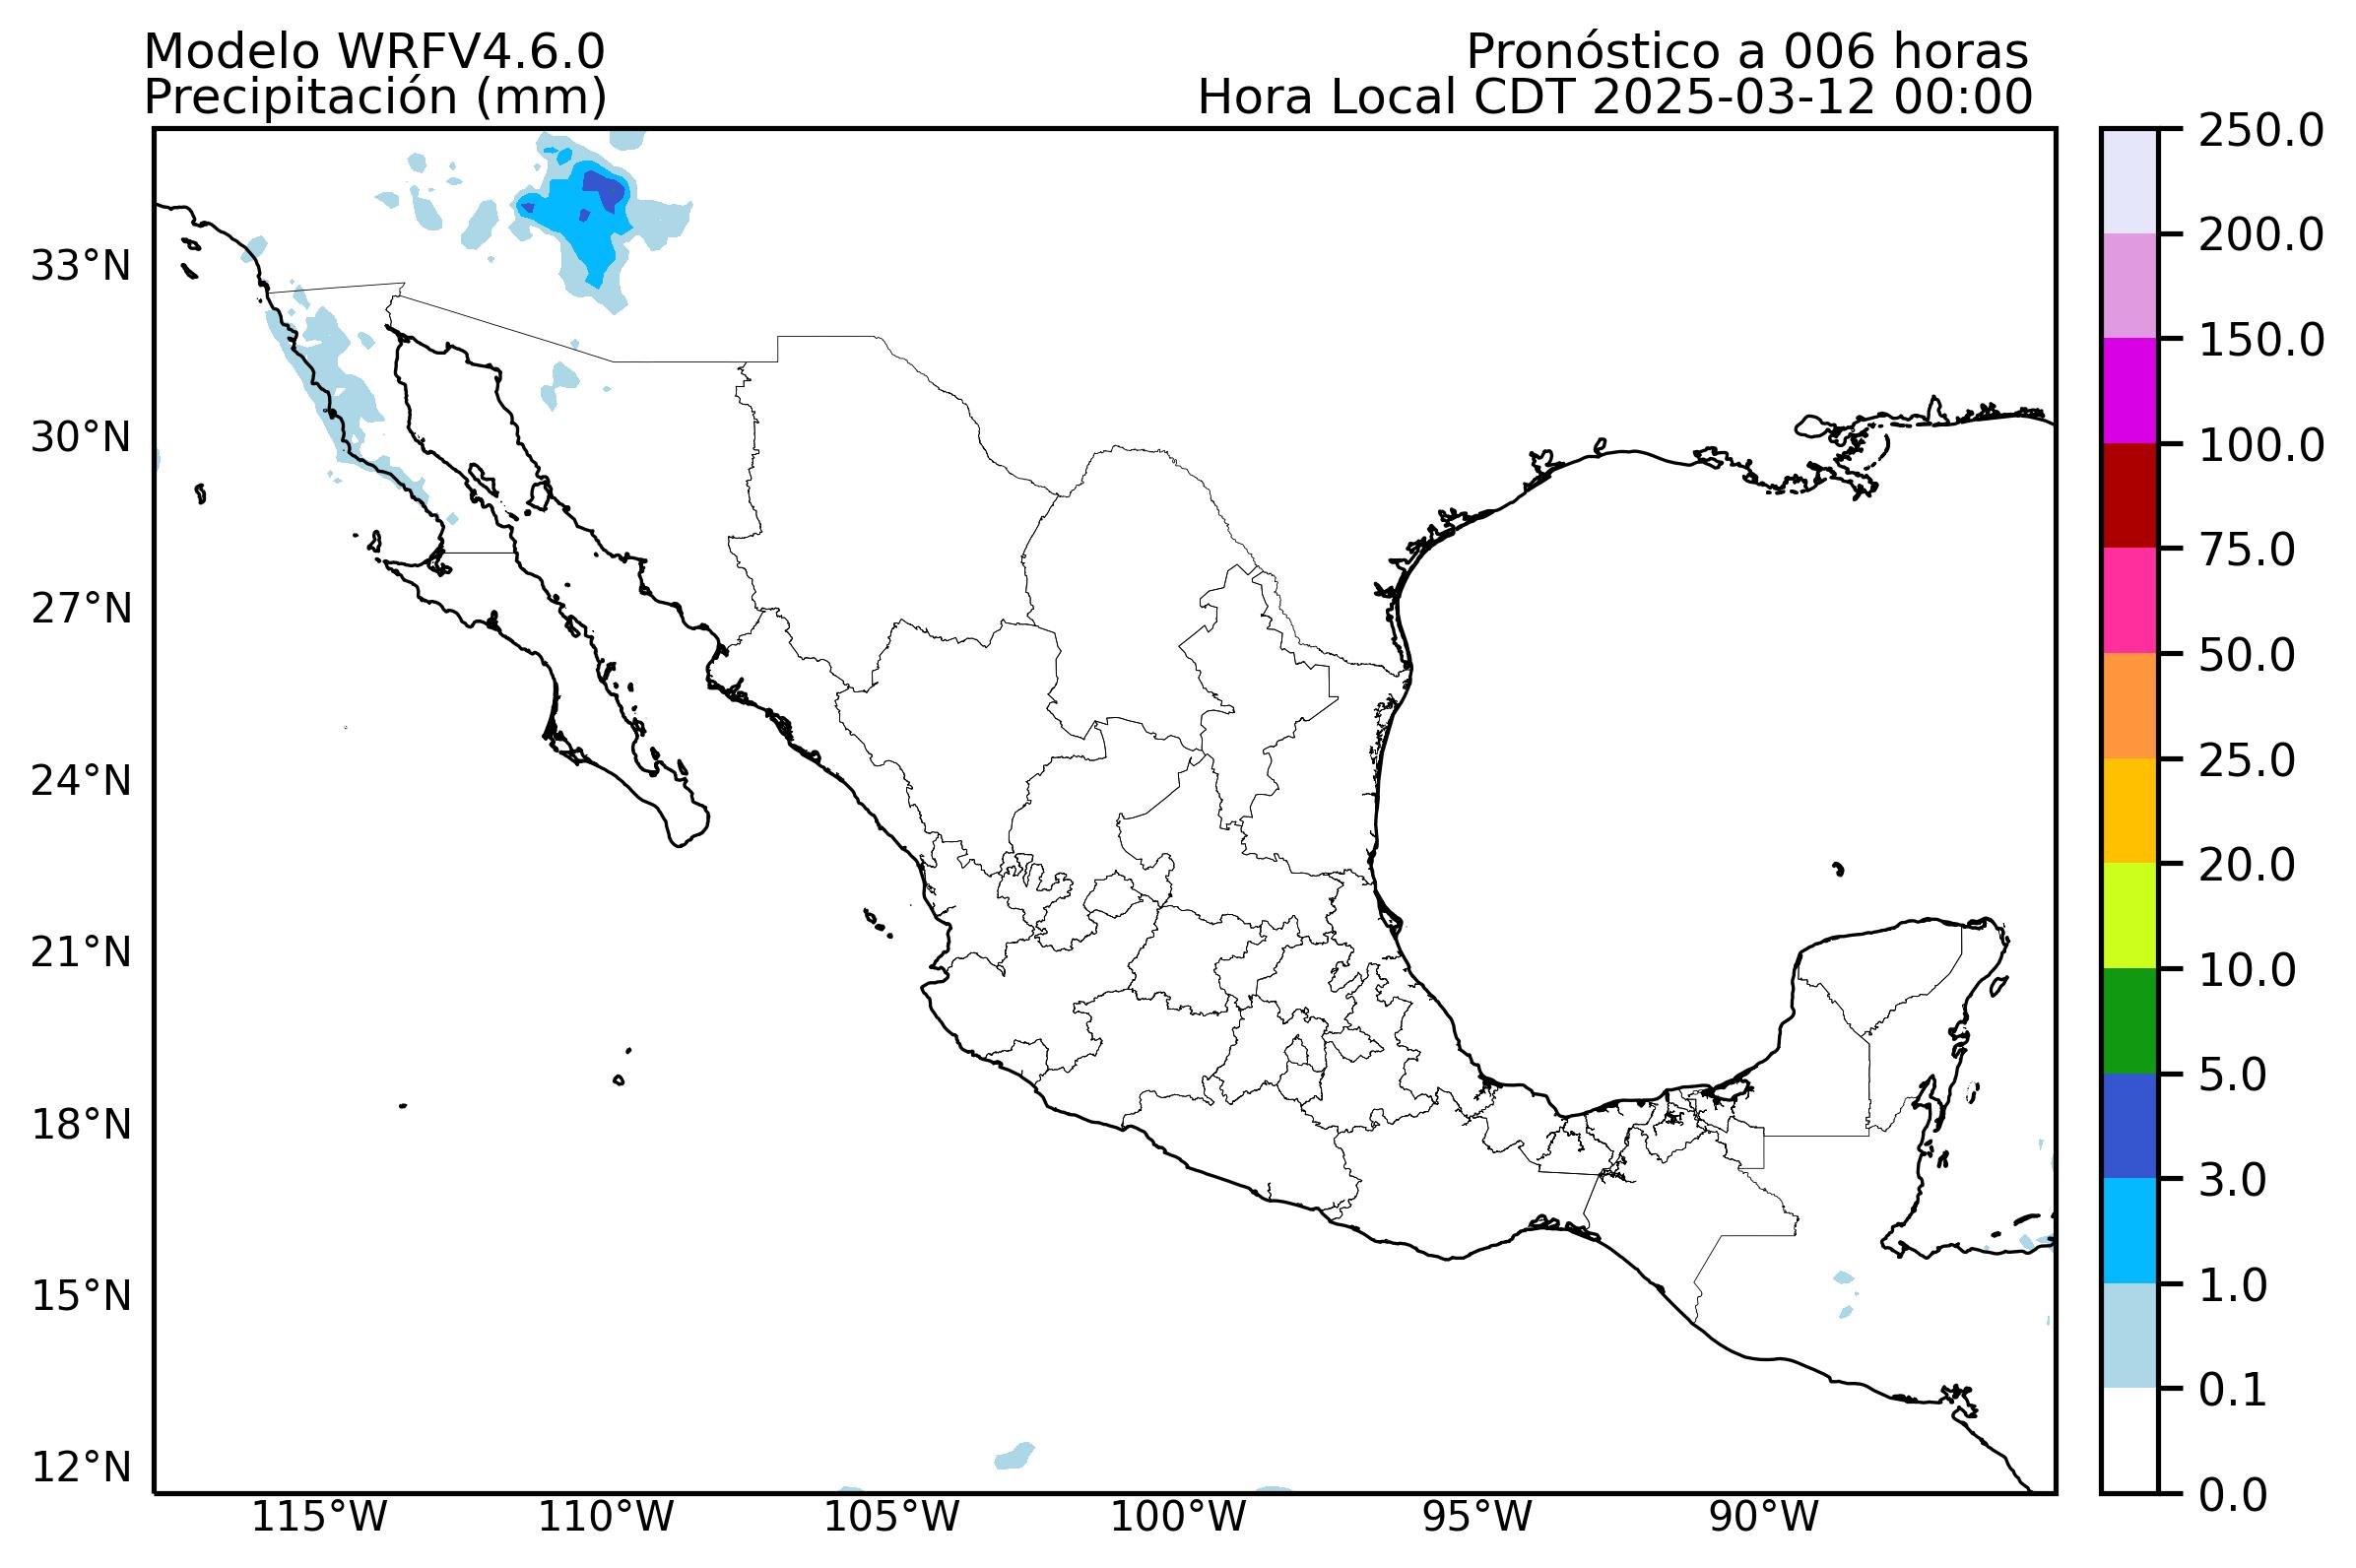 Modelo WRFV4.6.0
Precipitación (mm)
Pronóstico a 006 horas
Hora Local CDT 2025-03-12 00:00
33°N
30°N
27°N
24°N
21°N
18°N
15°N
12°N
115°W
110°W
105°W
100°W
95°W
90°W
250.0
200.0
150.0
100.0
75.0
50.0
25.0
20.0
10.0
5.0
3.0
1.0
0.1
0.0